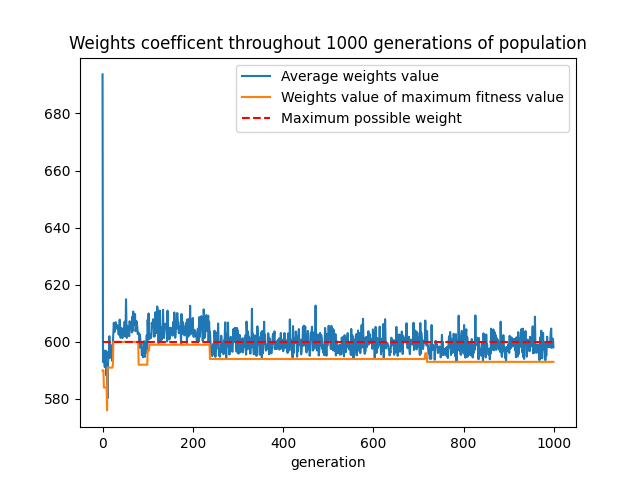 Weights coefficent throughout 1000 generations of population
Average weights value
Weights value of maximum fitness value
Maximum possible weight
680
660
640
620
600
580
0
200
400
600
800
1000
generation